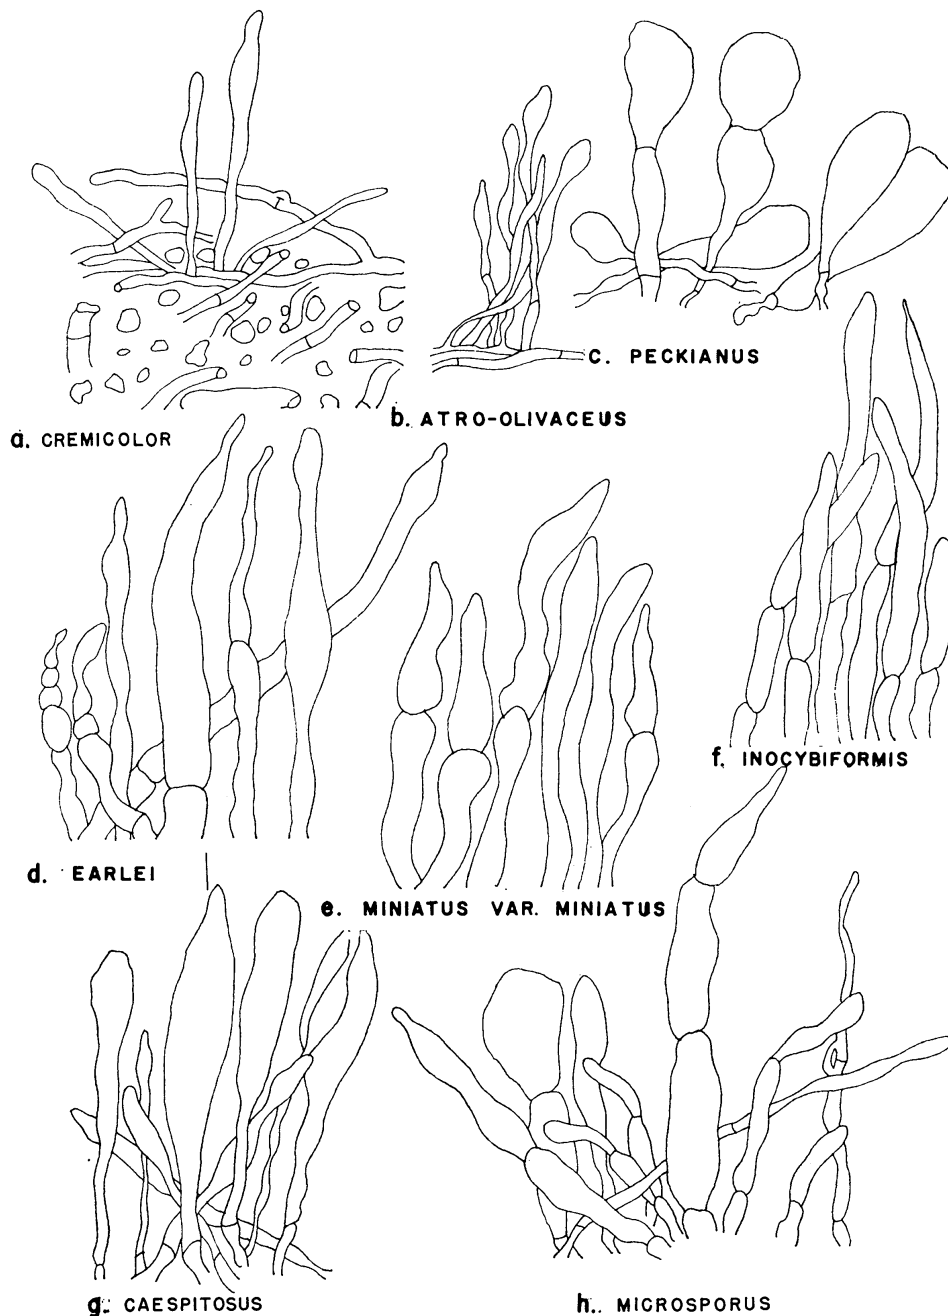 c. PECKIANUS
b. ATRO-OLIVACEUS
a. CREMICOLOR
f. INOCYBIFORMIS
d. EARLEI
e. MINIATUS VAR. MINIATUS
g. CAESPITOSUS
h. MICROSPORUS